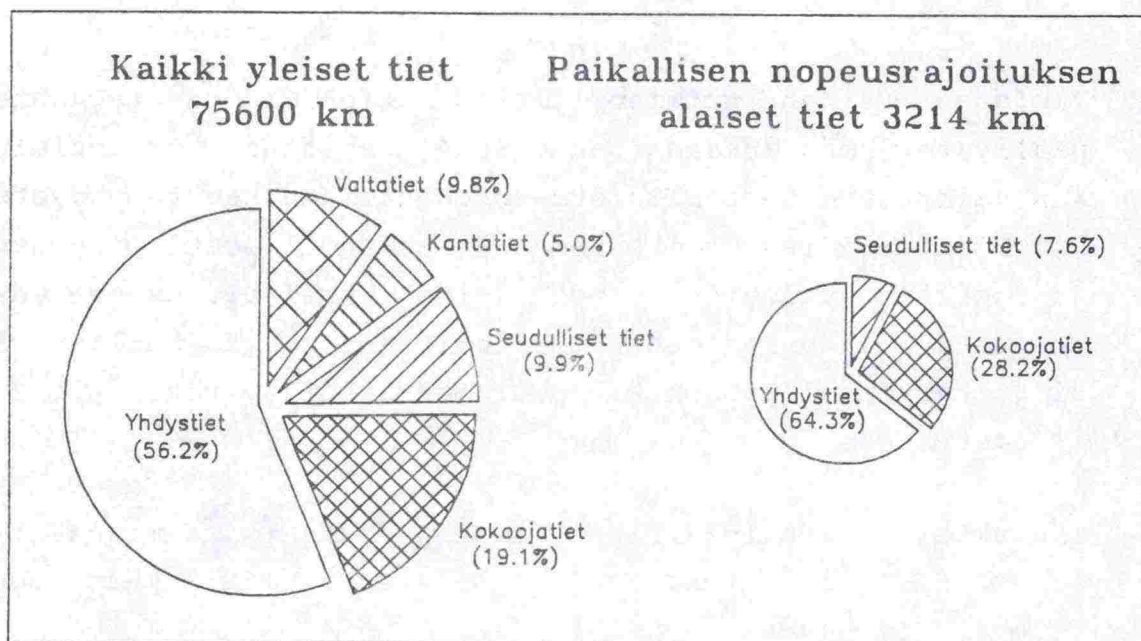 Kaikki yleiset tiet
75600 km
Valtatiet (9.8%)
Kantatiet (5.0%)
Seudulliset tiet
(9.9%)
Yhdystiet
(56.2%)
Kokoojatiet
(19.1%)
Paikallisen nopeusrajoituksen
alaiset tiet 3214 km
Seudulliset tiet (7.6%)
Kokoojatiet
(28.2%)
Yhdystiet
(64.3%)